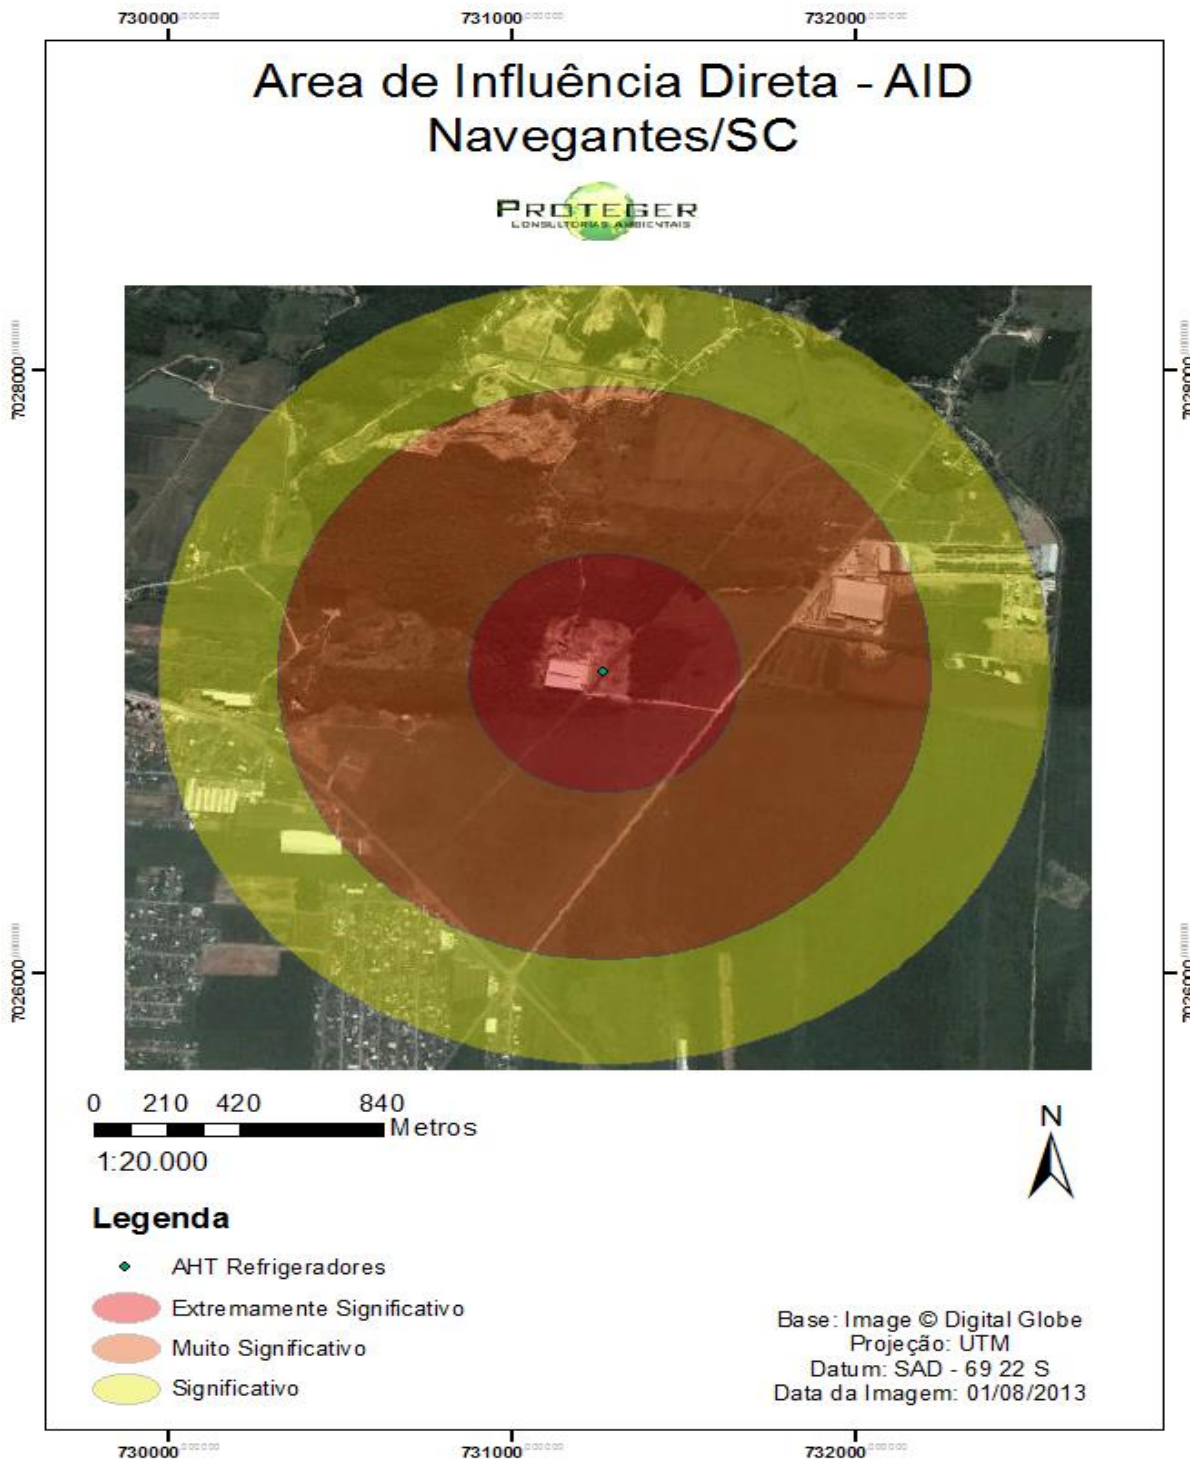 730000 731000 732000
Area de Influência Direta - AID
Navegantes/SC
PROTEGER
CONSULTORIAS AMBIENTAIS
7028000 7028000
7026000 7026000
0 210 420 840
Metros
1:20.000
N
Legenda
AHT Refrigeradores
Extremamente Significativo
Muito Significativo
Significativo
Base: Image © Digital Globe
Projeção: UTM
Datum: SAD - 69 22 S
Data da Imagem: 01/08/2013
730000 731000 732000